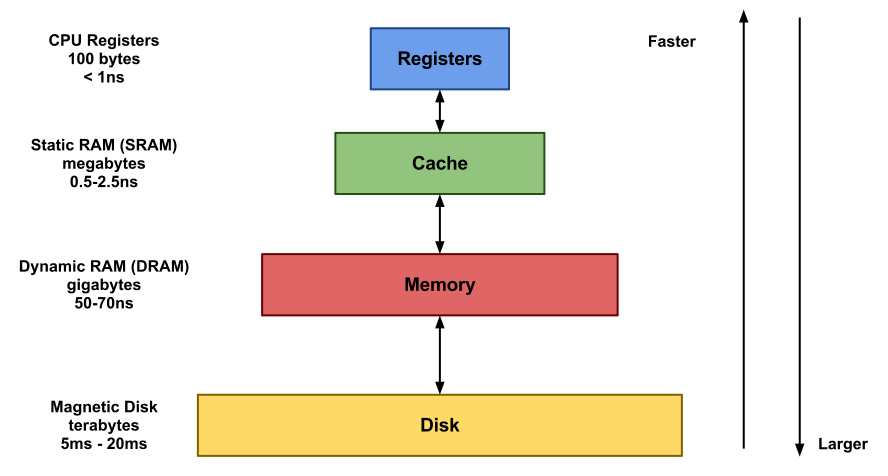 CPU Registers
100 bytes
< 1ns
Registers
Faster
Static RAM (SRAM)
megabytes
0.5-2.5ns
Cache
Dynamic RAM (DRAM)
gigabytes
50-70ns
Memory
Magnetic Disk
terabytes
5ms - 20ms
Disk
Larger